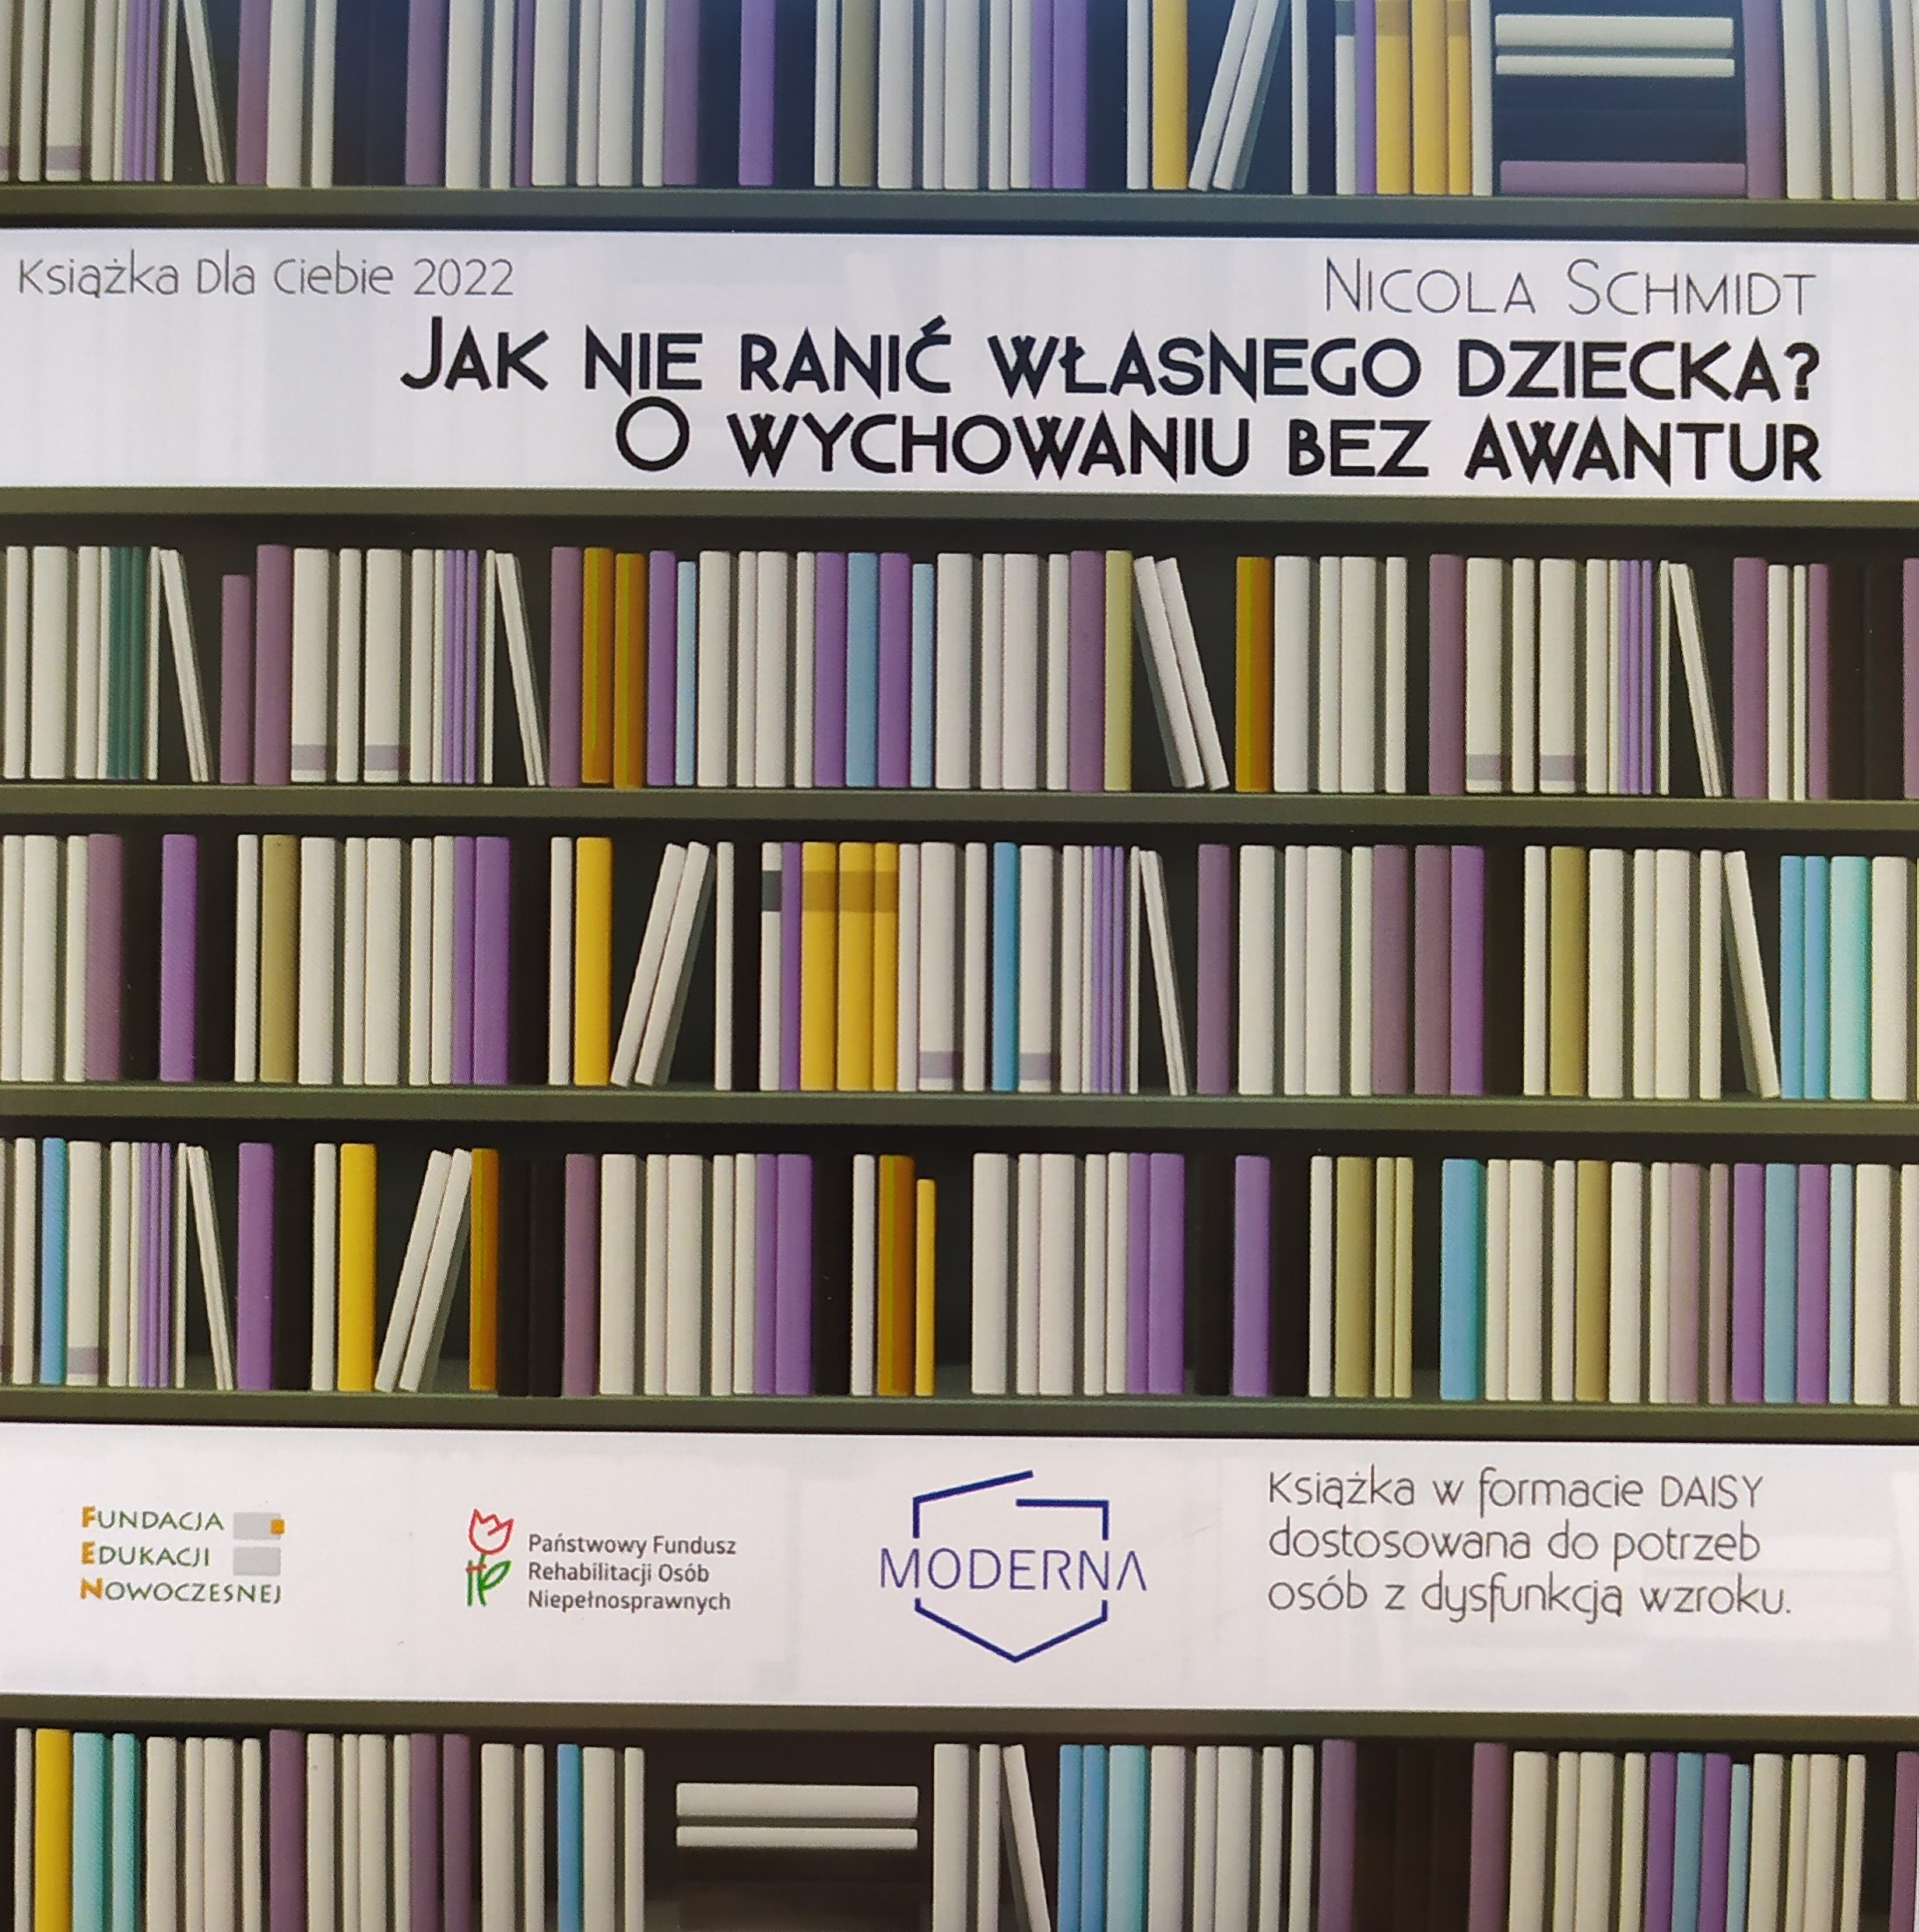 Książka Dla Ciebie 2022
Nicola Schmidt
Jak nie ranić własnego dziecka?
O wychowaniu bez awantur
Fundacja
Edukacji
Nowoczesnej
Państwowy Fundusz
Rehabilitacji Osób
Niepełnosprawnych
MODERNA
Książka w formacie DAISY
dostosowana do potrzeb
osób z dysfunkcją wzroku.